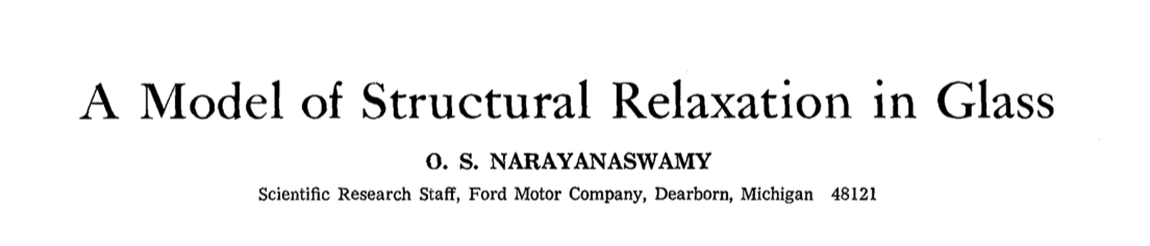 A Model of Structural Relaxation in Glass
O. S. NARAYANASWAMY
Scientific Research Staff, Ford Motor Company, Dearborn, Michigan 48121